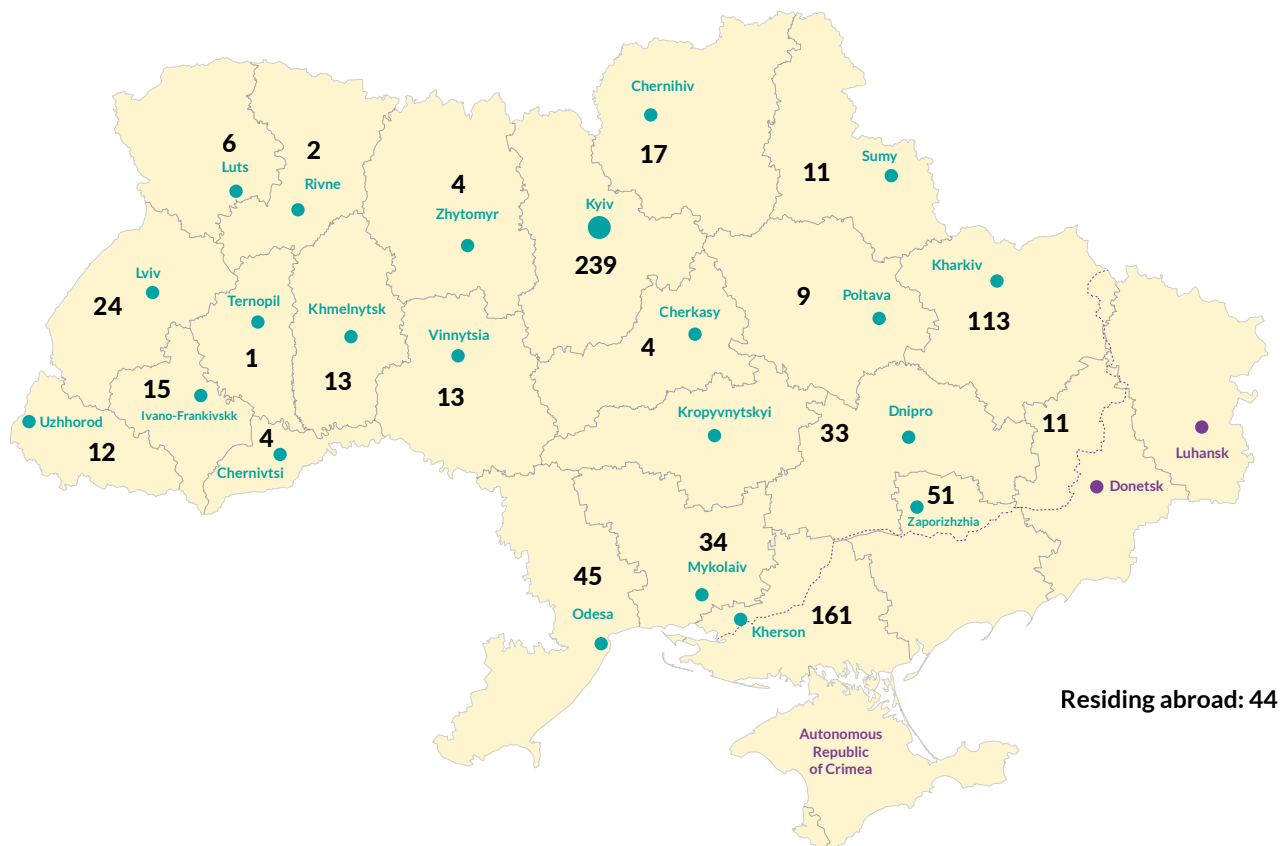 Chernihiv
17
6
Luts
2
Rivne
4
Zhytomyr
Kyiv
239
11
Sumy
Lviv
24
Ternopil
1
Khmelnytsk
13
Vinnytsia
13
Cherkasy
4
9
Poltava
Kharkiv
113
15
Ivano-Frankivskk
Uzhhorod
12
4
Chernivtsi
Kropyvnytskyi
33
Dnipro
11
Luhansk
Donetsk
51
Zaporizhzhia
34
Mykolaiv
45
Odesa
161
Kherson
Residing abroad: 44
Autonomous
Republic
of Crimea